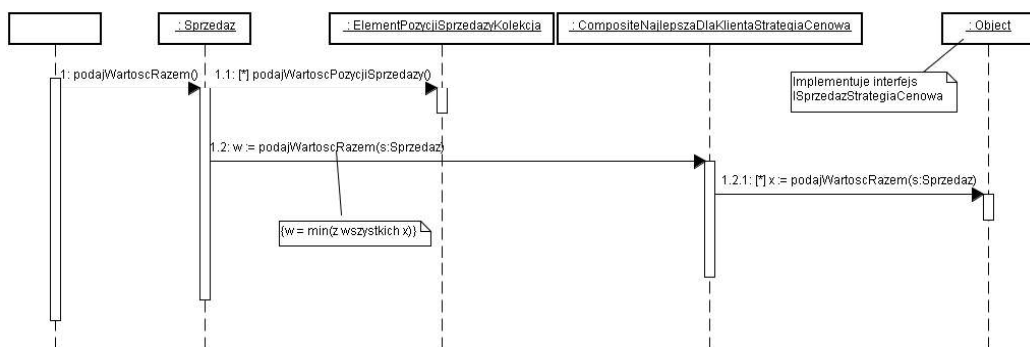 : Sprzedaz
: ElementPozycjiSprzedazyKolekcja
: CompositeNajlepszaDlaKlientaStrategiaCenowa
: Object
1: podajWartoscRazem()
1.1: [*] podajWartoscPozycjiSprzedazy()
Implementuje interfejs
ISprzedazStrategiaCenowa
1.2: w := podajWartoscRazem(s:Sprzedaz)
1.2.1: [*] x := podajWartoscRazem(s:Sprzedaz)
{w = min(z wszystkich x)}